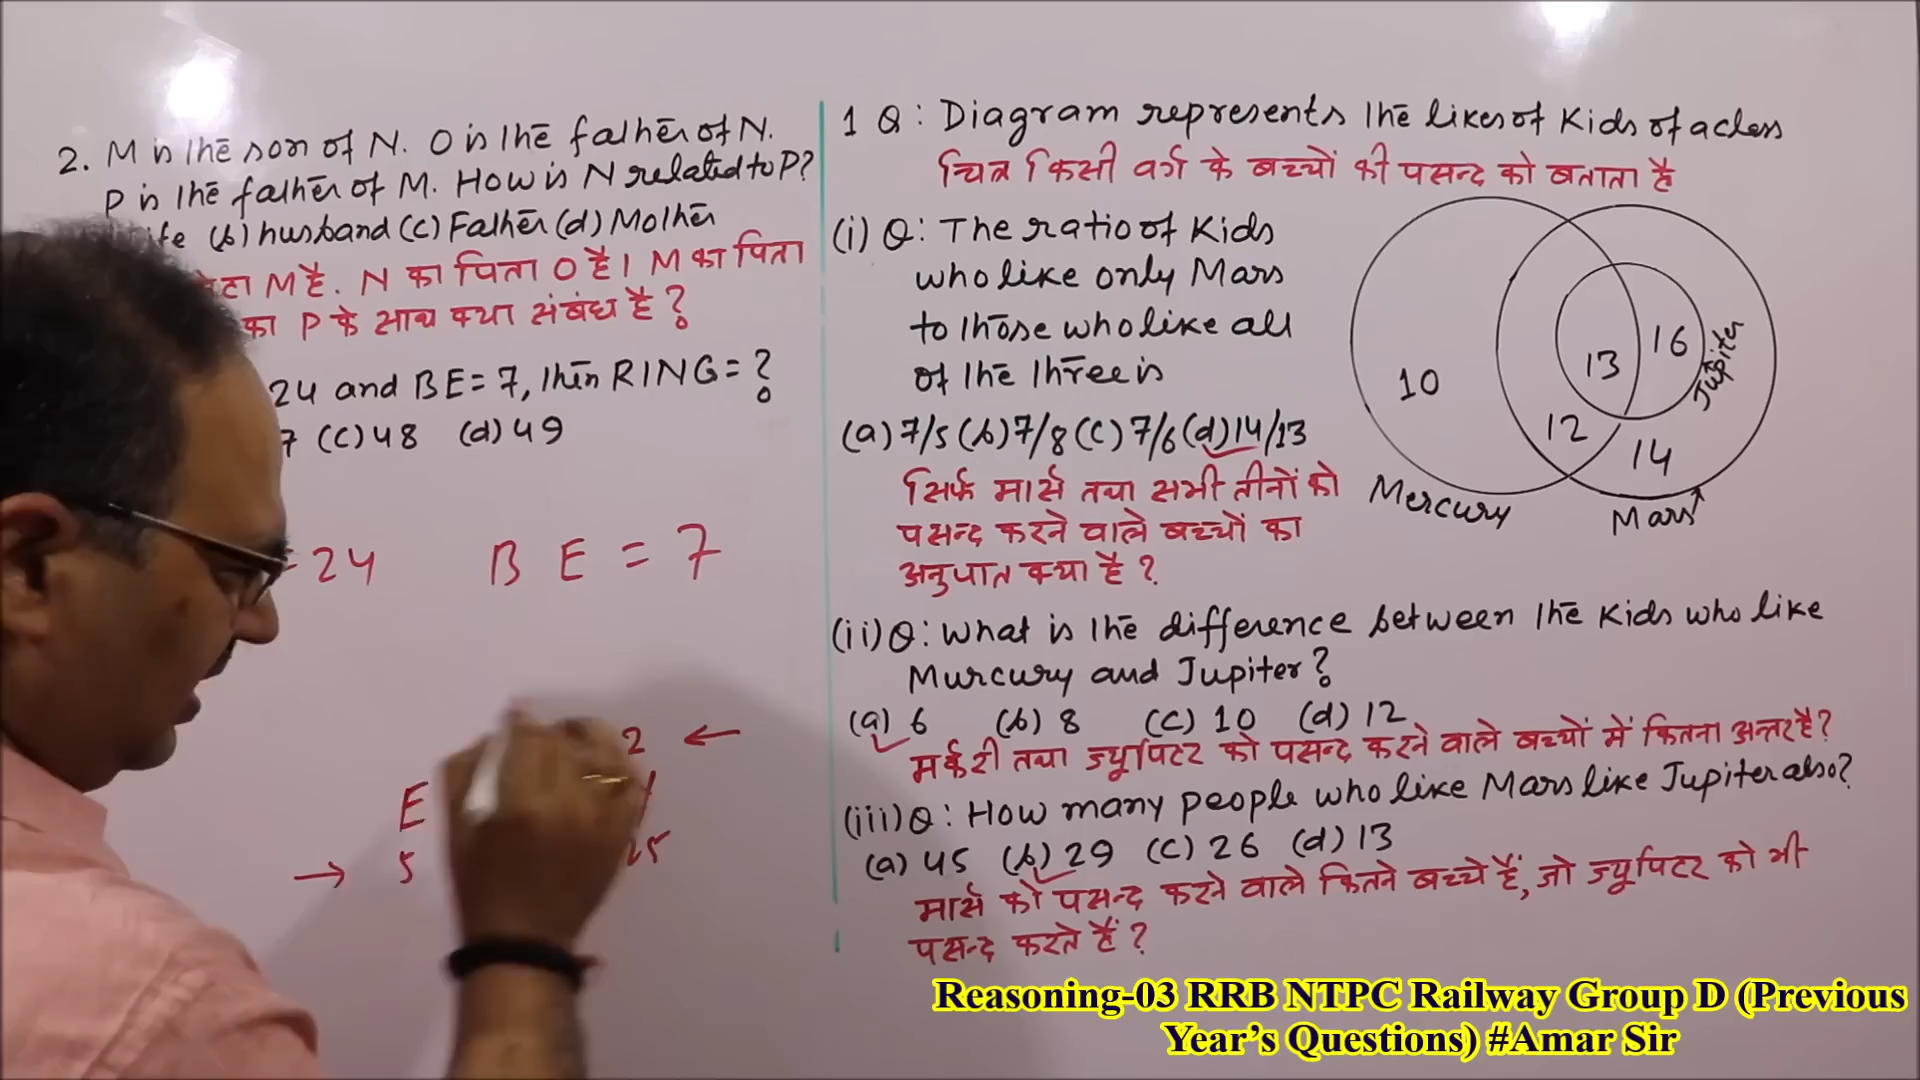 2. M is the son of N. O is the father of N.
P is the father of M. How is N related to P?
(b) husband (c) Father (d) Mother
M है. N का पिता O है। M का पिता
का P के साथ क्या संबंध है?
24 and BE = 7, then RING = ?
7 (c) 48 (d) 49
= 24 B E = 7
2 ←
E
→ 5 25
1 Q: Diagram represents the likes of Kids of a class
चित्र किसी वर्ग के बच्चों की पसन्द को बताता है
(i) Q: The ratio of Kids
who like only Mars
to those who like all
of the three is
(a) 7/5 (b) 7/8 (c) 7/6 (d) 14/13
सिर्फ मार्स तथा सभी तीनों को
पसन्द करने वाले बच्चों का
अनुपात क्या है?
10
13
16
12
14
Jupiter
Mercury
Mars
(ii) Q: What is the difference between the Kids who like
Murcury and Jupiter?
(a) 6 (b) 8 (c) 10 (d) 12
मर्करी तथा ज्यूपिटर को पसन्द करने वाले बच्चों में कितना अन्तर है?
(iii) Q: How many people who like Mars like Jupiter also?
(a) 45 (b) 29 (c) 26 (d) 13
मार्स को पसन्द करने वाले कितने बच्चे हैं, जो ज्यूपिटर को भी
पसन्द करते हैं?
Reasoning-03 RRB NTPC Railway Group D (Previous
Year's Questions) #Amar Sir